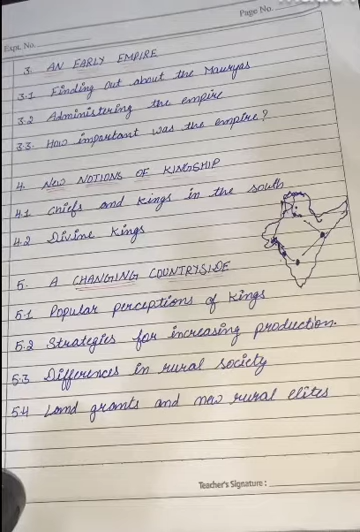 Page No.
Expt. No.
3. AN EARLY EMPIRE
3.1 Finding out about the Mauryas
3.2 Administering the empire
3.3. How important was the empire?
4. NEW NOTIONS OF KINGSHIP
4.1 Chiefs and kings in the south
4.2 Divine Kings
5. A CHANGING COUNTRYSIDE
5.1 Popular perceptions of kings
5.2 Strategies for increasing production.
5.3 Differences in rural society
5.4 Land grants and new rural elites
Teacher's Signature :